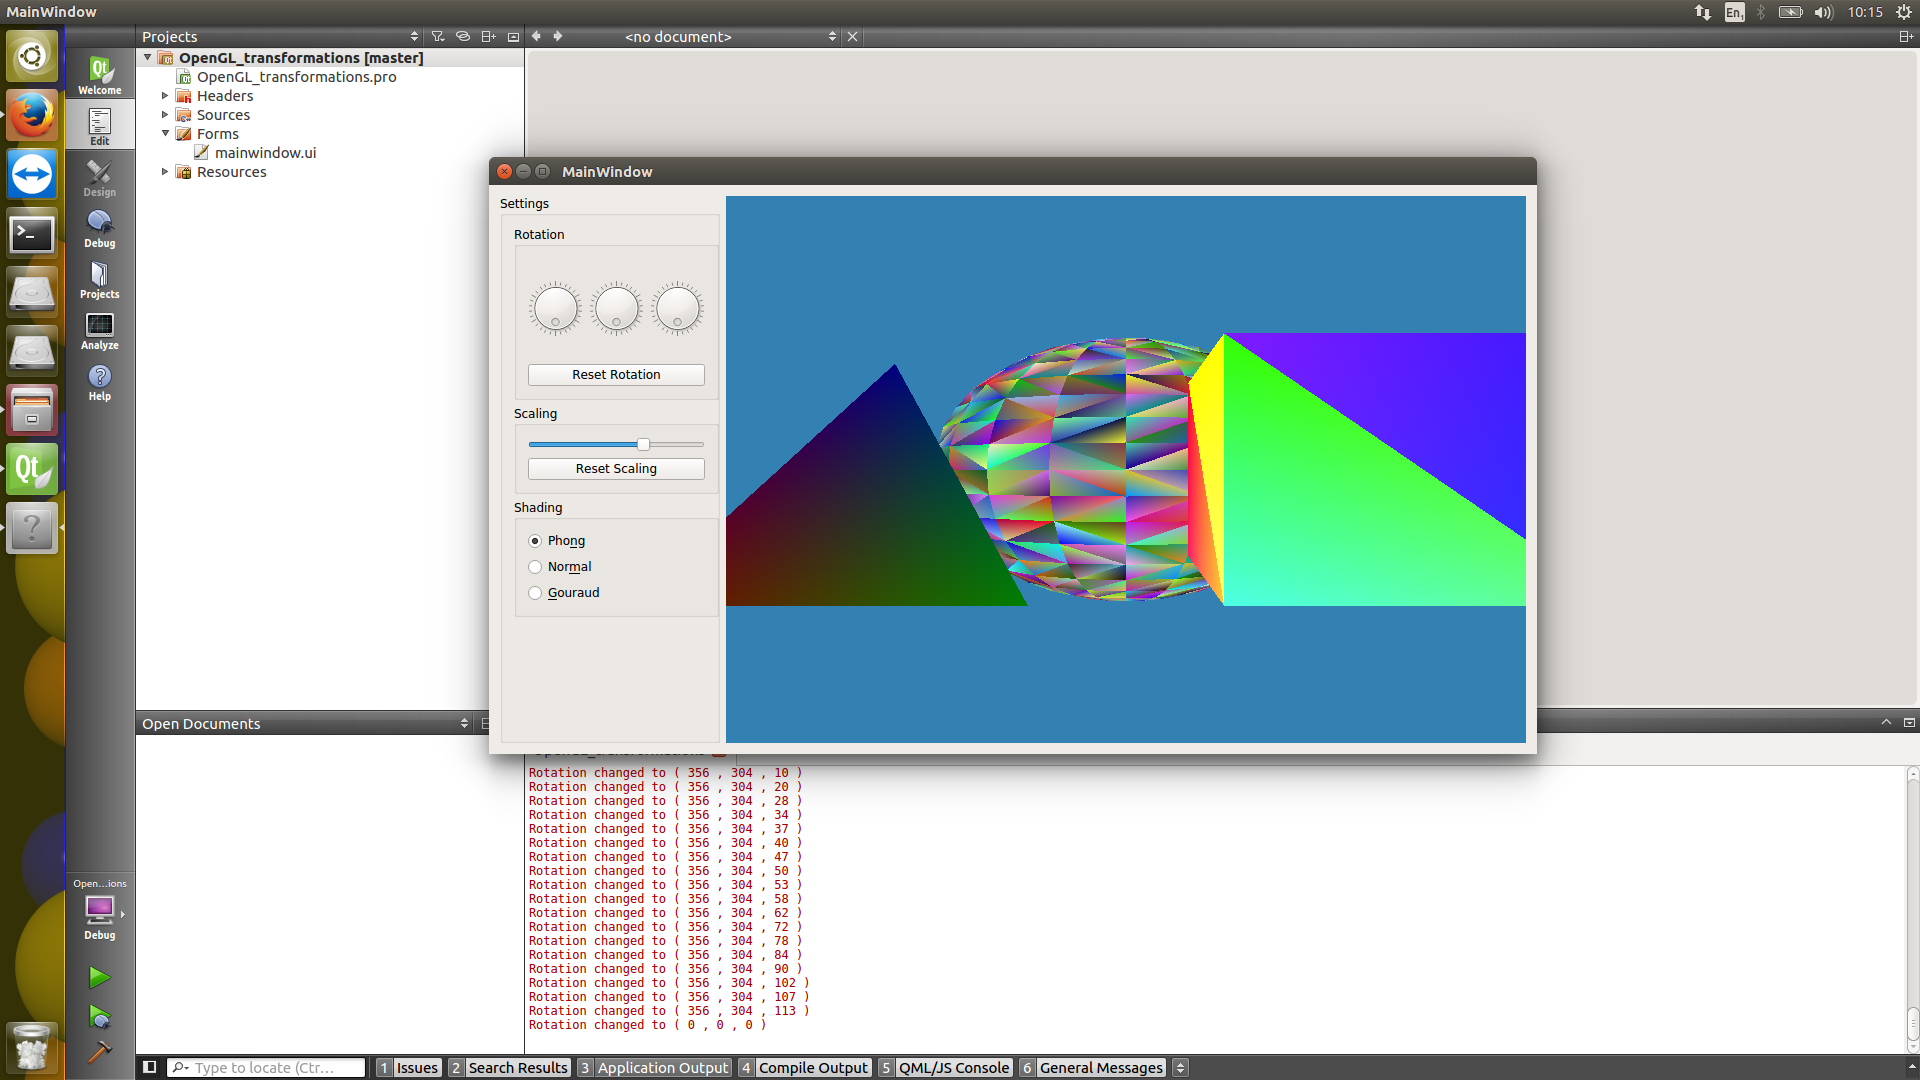 MainWindow
En1
10:15
Projects
<no document>
Welcome
Edit
Design
Debug
Projects
Analyze
Help
OpenGL_transformations [master]
OpenGL_transformations.pro
Headers
Sources
Forms
mainwindow.ui
Resources
MainWindow
Settings
Rotation
Reset Rotation
Scaling
Reset Scaling
Shading
Phong
Normal
Gouraud
Open Documents
Rotation changed to ( 356 , 304 , 10 )
Rotation changed to ( 356 , 304 , 20 )
Rotation changed to ( 356 , 304 , 28 )
Rotation changed to ( 356 , 304 , 34 )
Rotation changed to ( 356 , 304 , 37 )
Rotation changed to ( 356 , 304 , 40 )
Rotation changed to ( 356 , 304 , 47 )
Rotation changed to ( 356 , 304 , 50 )
Rotation changed to ( 356 , 304 , 53 )
Rotation changed to ( 356 , 304 , 58 )
Rotation changed to ( 356 , 304 , 62 )
Rotation changed to ( 356 , 304 , 72 )
Rotation changed to ( 356 , 304 , 78 )
Rotation changed to ( 356 , 304 , 84 )
Rotation changed to ( 356 , 304 , 90 )
Rotation changed to ( 356 , 304 , 102 )
Rotation changed to ( 356 , 304 , 107 )
Rotation changed to ( 356 , 304 , 113 )
Rotation changed to ( 0 , 0 , 0 )
Open...ions
Debug
Type to locate (Ctr...
1 Issues
2 Search Results
3 Application Output
4 Compile Output
5 QML/JS Console
6 General Messages